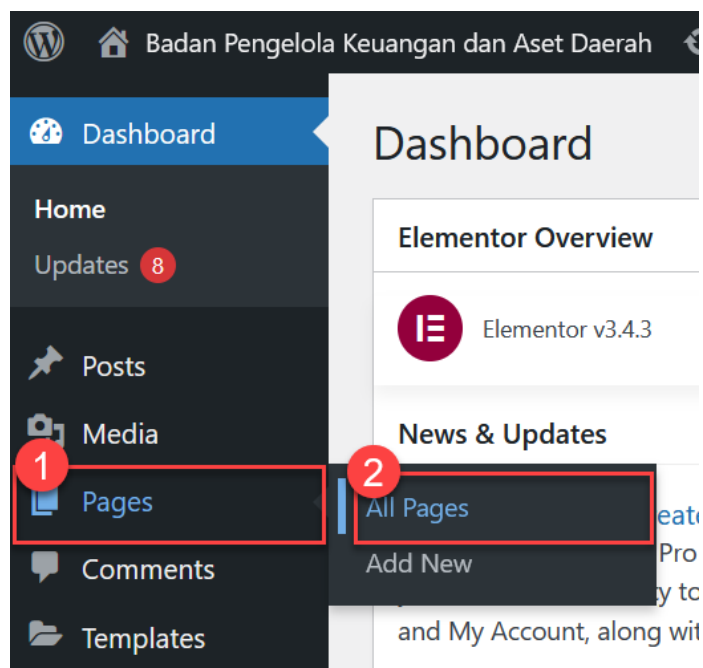 Badan Pengelola Keuangan dan Aset Daerah
Dashboard
Home
Updates 8
Posts
Media
1
Pages
Comments
Templates
Dashboard
Elementor Overview
Elementor v3.4.3
News & Updates
2
All Pages
Add New
and My Account, along